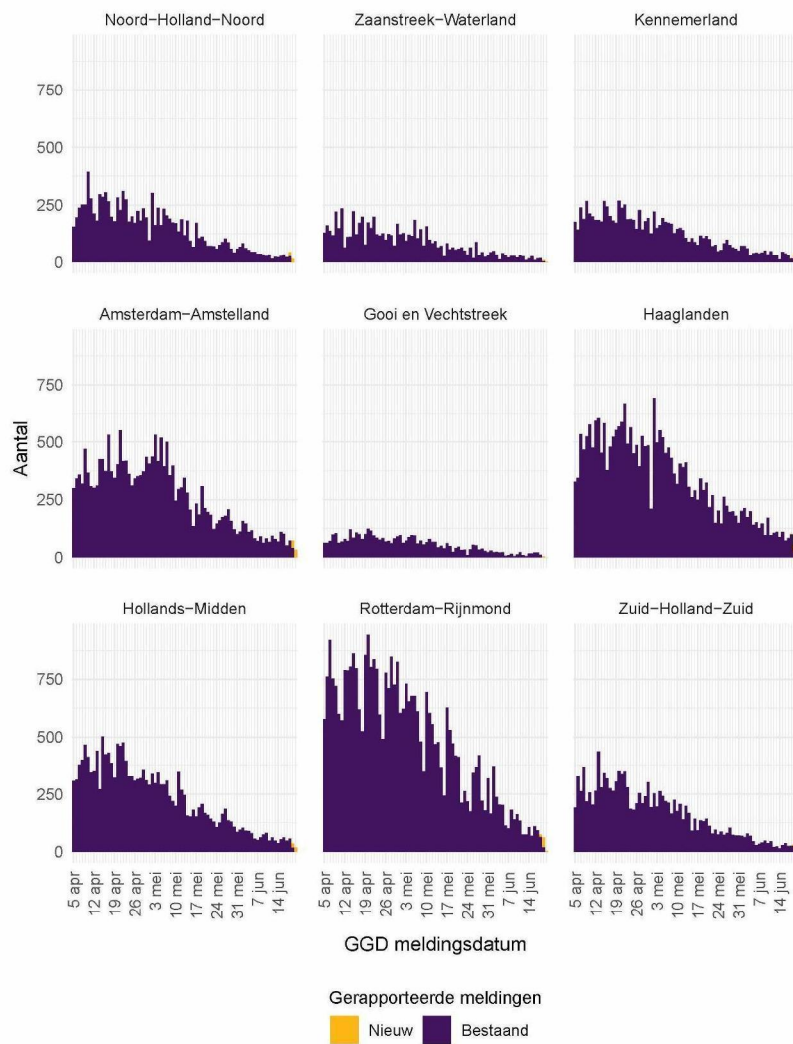 Noord-Holland-Noord Zaanstreek-Waterland Kennemerland
750
500
250
0
Amsterdam-Amstelland Gooi en Vechtstreek Haaglanden
750
500
250
0
Hollands-Midden Rotterdam-Rijnmond Zuid-Holland-Zuid
750
500
250
0
Aantal
5 apr 12 apr 19 apr 26 apr 3 mei 10 mei 17 mei 24 mei 31 mei 7 jun 14 jun 5 apr 12 apr 19 apr 26 apr 3 mei 10 mei 17 mei 24 mei 31 mei 7 jun 14 jun 5 apr 12 apr 19 apr 26 apr 3 mei 10 mei 17 mei 24 mei 31 mei 7 jun 14 jun
GGD meldingsdatum
Gerapporteerde meldingen
Nieuw Bestaand